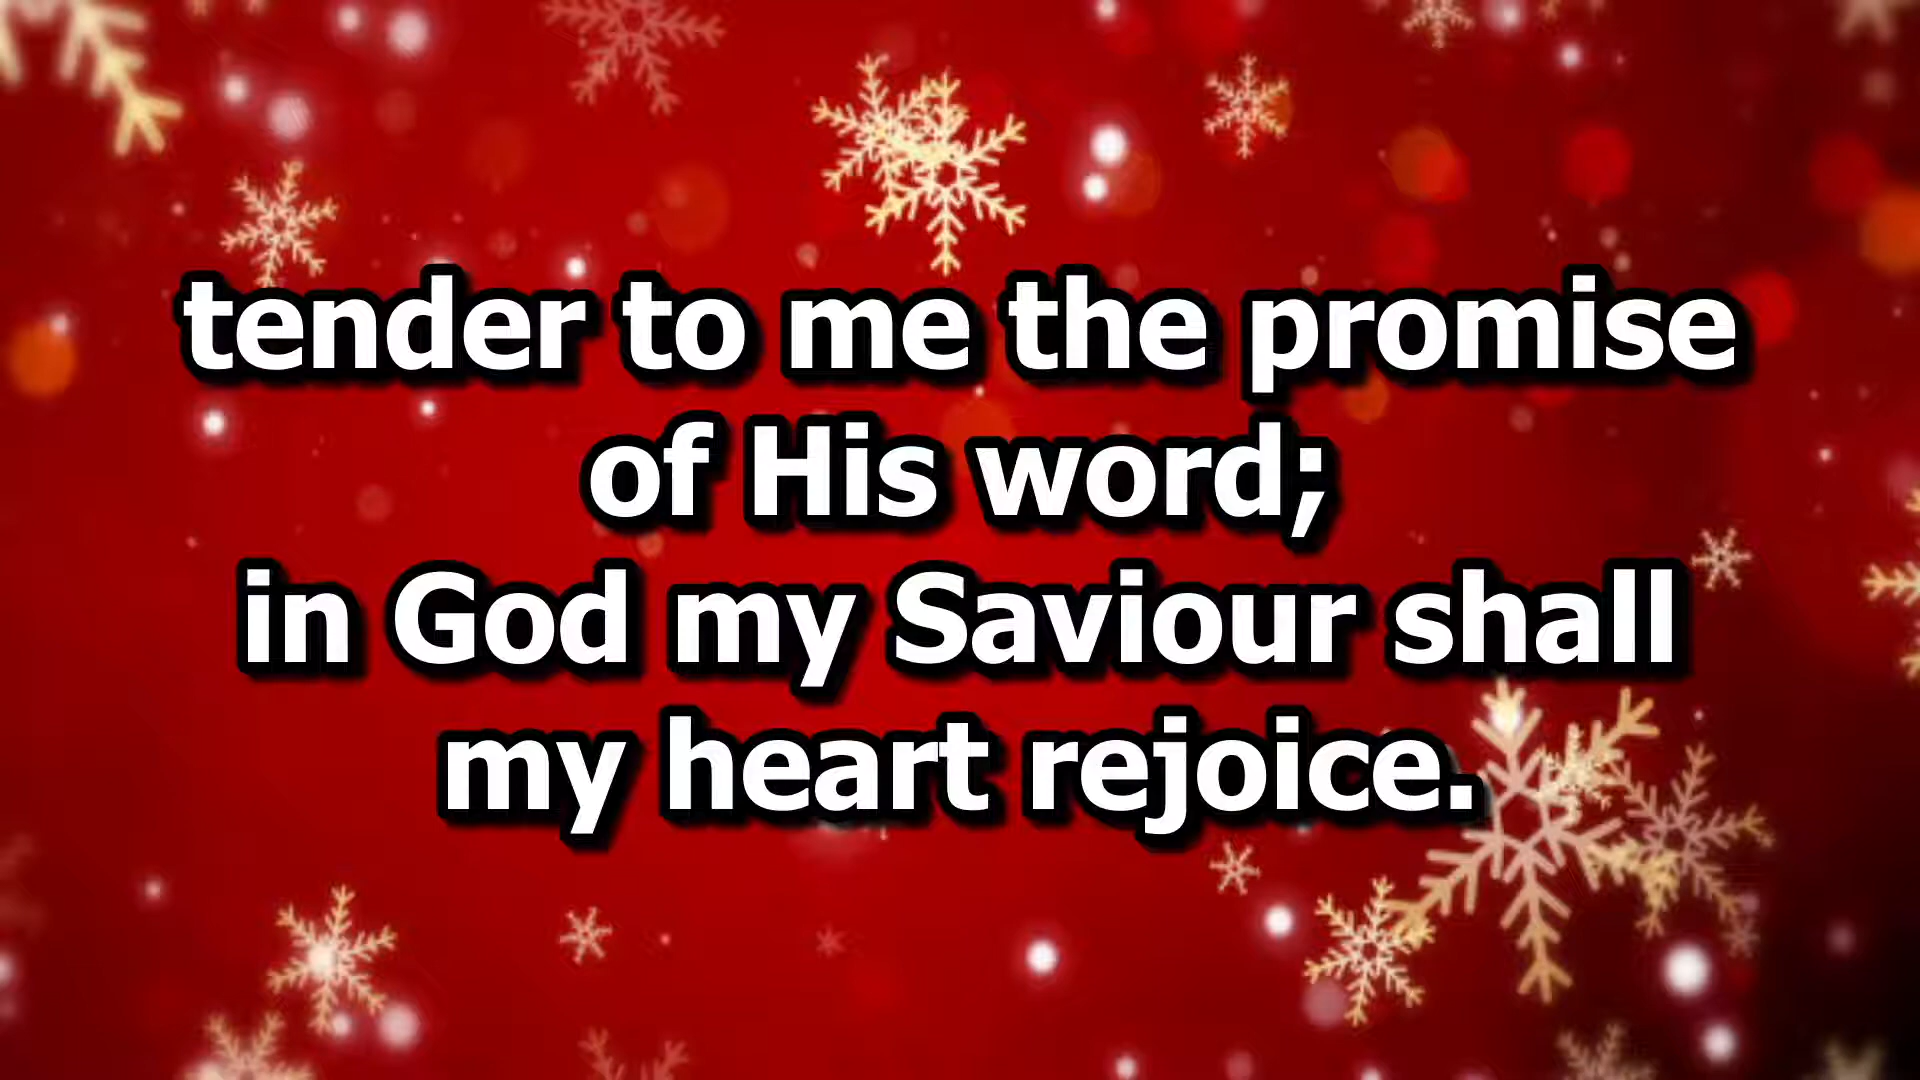 tender to me the promise
of His word;
in God my Saviour shall
my heart rejoice.